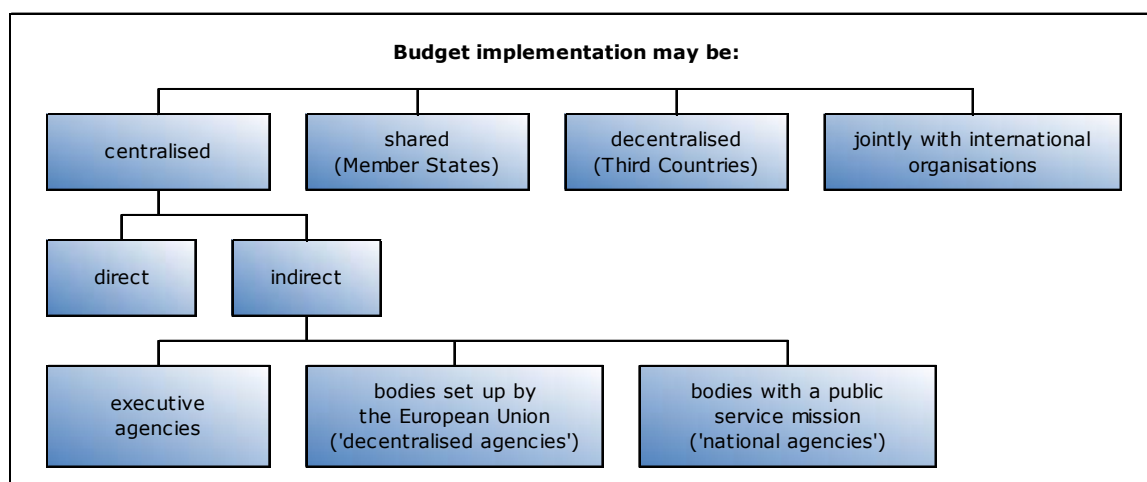 Budget implementation may be:
centralised
shared
(Member States)
decentralised
(Third Countries)
jointly with international
organisations
direct
indirect
executive
agencies
bodies set up by
the European Union
('decentralised agencies')
bodies with a public
service mission
('national agencies')